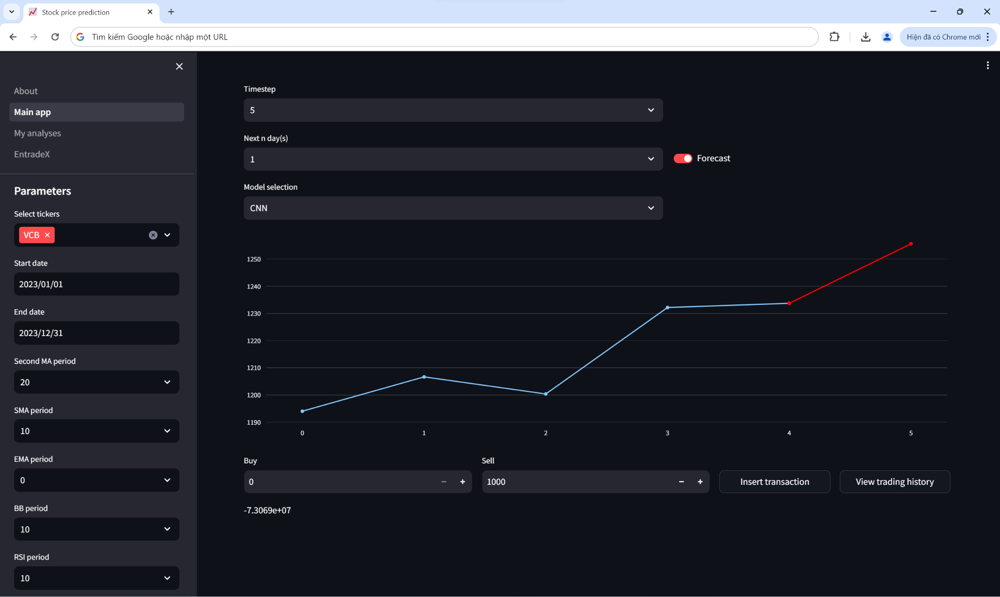 Stock price prediction
Tìm kiếm Google hoặc nhập một URL
Hiện đã có Chrome mới
About
Main app
My analyses
EntradeX
Parameters
Select tickers
VCB
Start date
2023/01/01
End date
2023/12/31
Second MA period
20
SMA period
10
EMA period
0
BB period
10
RSI period
10
Timestep
5
Next n day(s)
1
Forecast
Model selection
CNN
1250
1240
1230
1220
1210
1200
1190
0 1 2 3 4 5
Buy
0
Sell
1000
Insert transaction
View trading history
-7.3069e+07